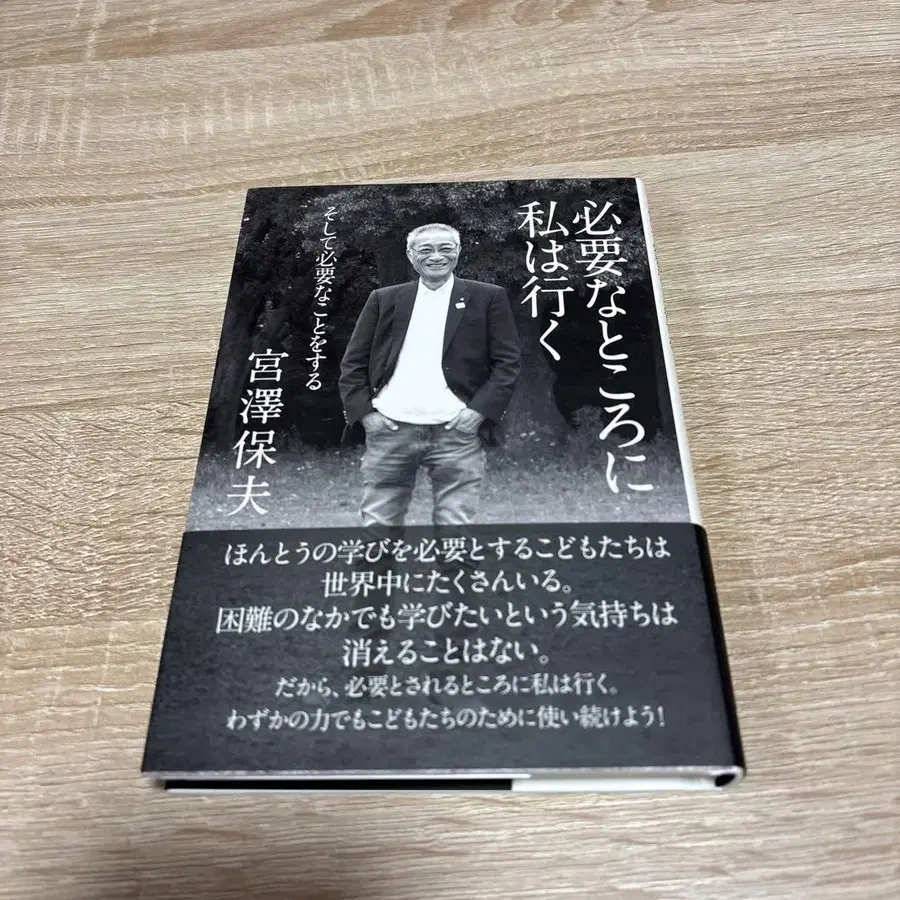 必要なところに
私は行く
そして必要なことをする
宮澤保夫
ほんとうの学びを必要とするこどもたちは
世界中にたくさんいる。
困難のなかでも学びたいという気持ちは
消えることはない。
だから、必要とされるところに私は行く。
わずかの力でもこどもたちのために使い続けよう!